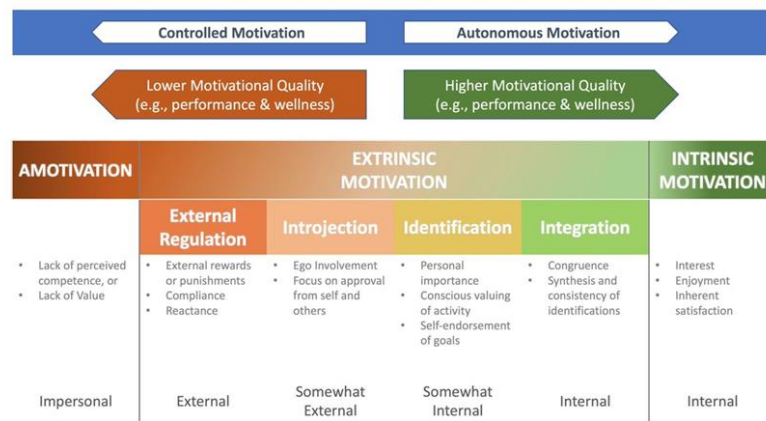 Controlled Motivation
Autonomous Motivation
Lower Motivational Quality
(e.g., performance & wellness)
Higher Motivational Quality
(e.g., performance & wellness)
AMOTIVATION
EXTRINSIC
MOTIVATION
INTRINSIC
MOTIVATION
External
Regulation
Introjection
Identification
Integration
• Lack of perceived
competence, or
• Lack of Value
• External rewards
or punishments
• Compliance
• Reactance
• Ego Involvement
• Focus on approval
from self and
others
• Personal
importance
• Conscious valuing
of activity
• Self-endorsement
of goals
• Congruence
• Synthesis and
consistency of
identifications
• Interest
• Enjoyment
• Inherent
satisfaction
Impersonal
External
Somewhat
External
Somewhat
Internal
Internal
Internal